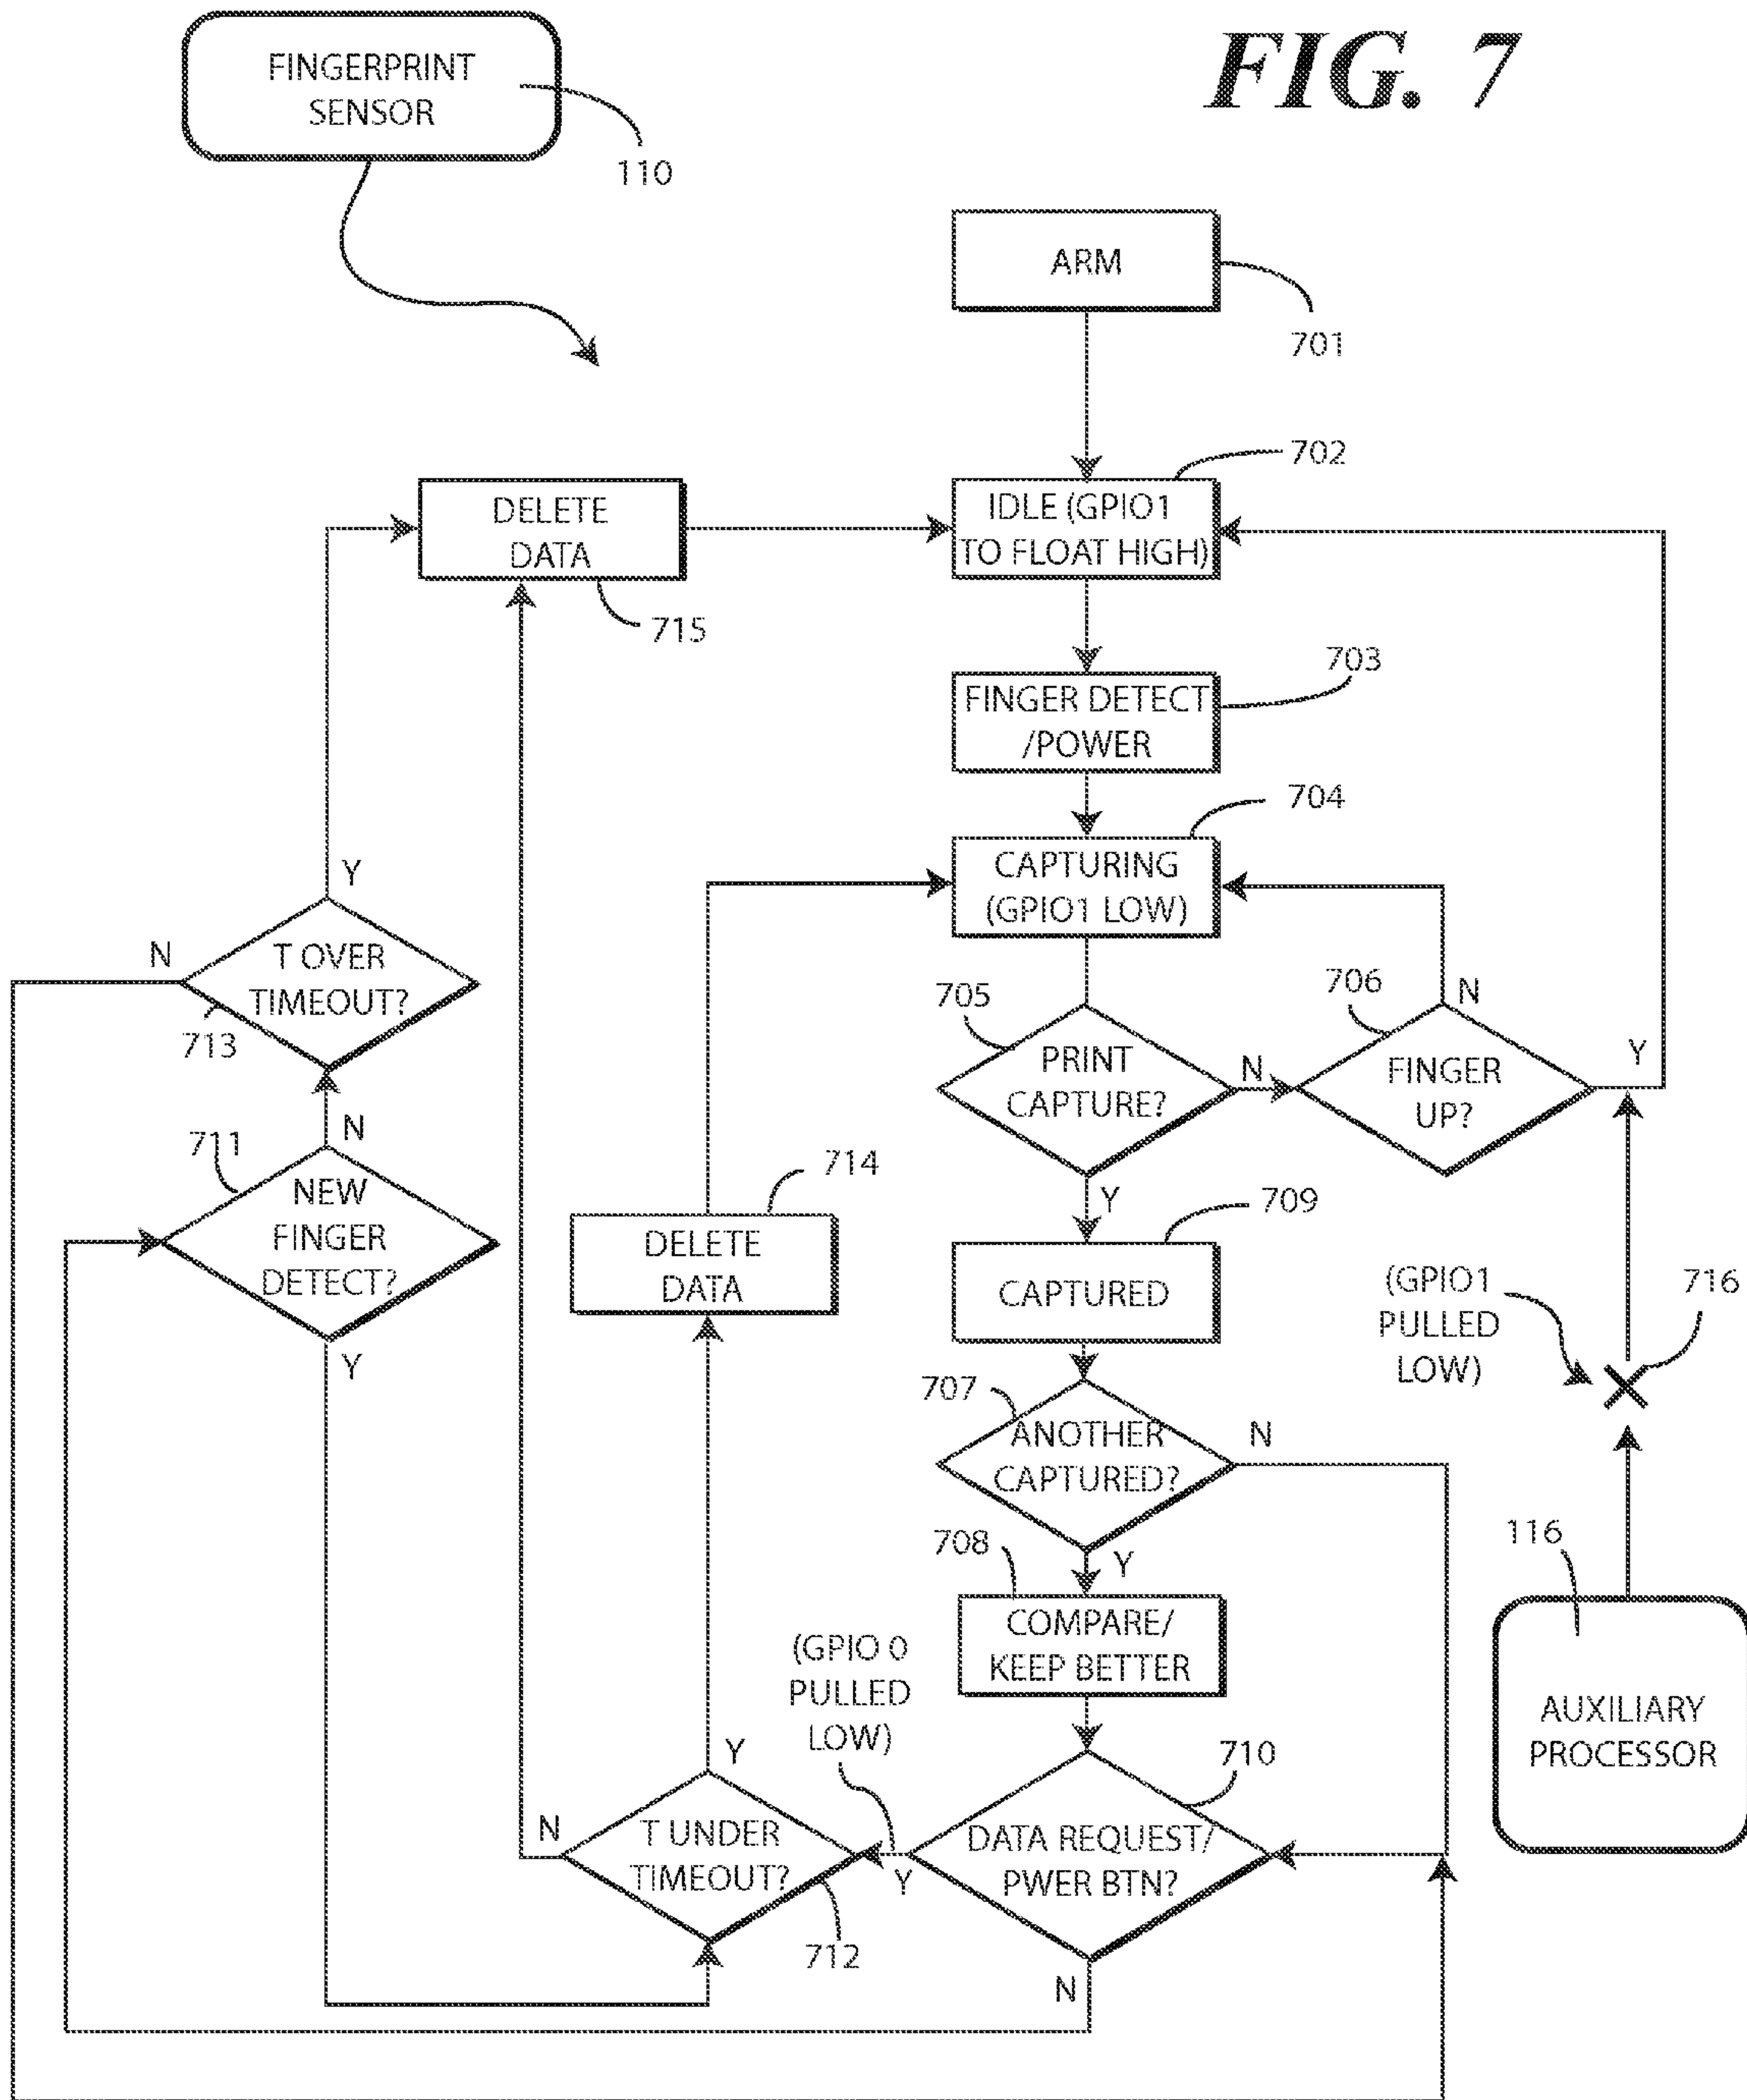 FIG. 7
FINGERPRINT
SENSOR
110
ARM
701
702
IDLE (GPIO1
TO FLOAT HIGH)
DELETE
DATA
715
703
FINGER DETECT
/POWER
704
CAPTURING
(GPIO1 LOW)
Y
N
T OVER
TIMEOUT?
713
705
PRINT
CAPTURE?
N
Y
706
N
FINGER
UP?
Y
711
N
NEW
FINGER
DETECT?
Y
714
DELETE
DATA
709
CAPTURED
(GPIO1
PULLED
LOW)
716
707
ANOTHER
CAPTURED?
N
Y
708
COMPARE/
KEEP BETTER
116
AUXILIARY
PROCESSOR
(GPIO 0
PULLED
LOW)
Y
N
T UNDER
TIMEOUT?
712
Y
710
DATA REQUEST/
PWER BTN?
N